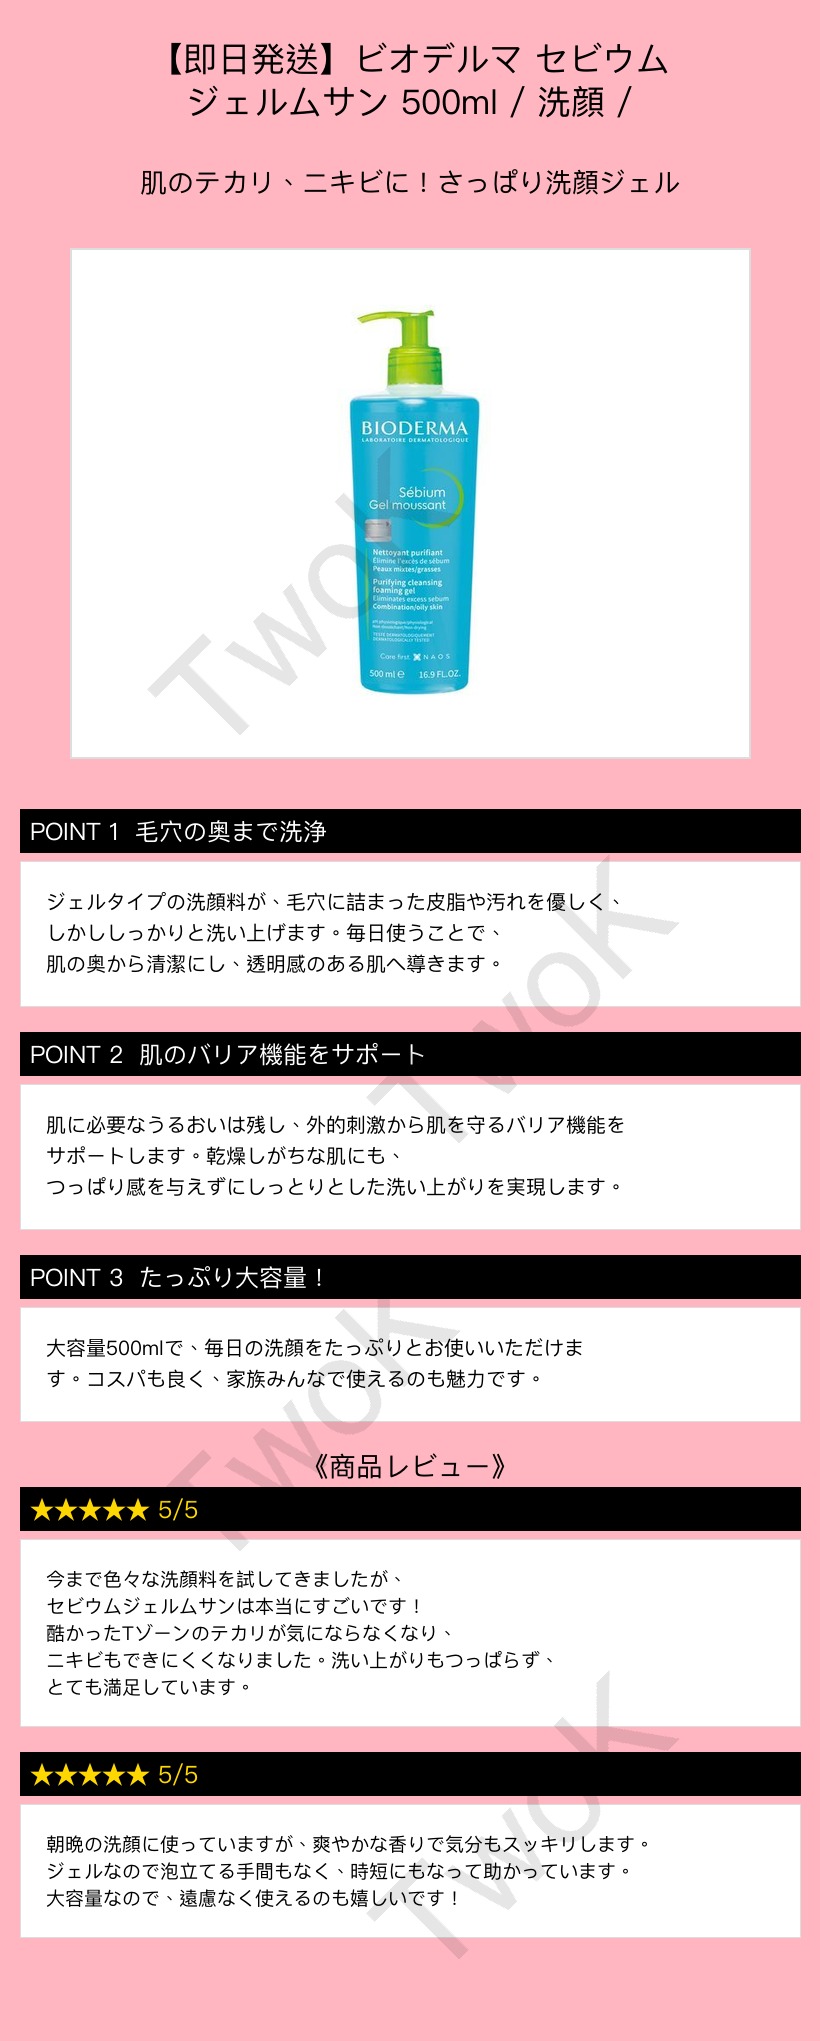 【即日発送】ビオデルマ セビウム
ジェルムサン 500ml / 洗顔 /
肌のテカリ、ニキビに！さっぱり洗顔ジェル
BIODERMA
LABORATOIRE DERMATOLOGIQUE
Sébium
Gel moussant
Nettoyant purifiant
Élimine l'excès de sébum
Peaux mixtes/grasses
Purifying cleansing
foaming gel
Eliminates excess sebum
Combination/oily skin
pH physiologique/physiological
Non desséchant/Non-drying
TESTÉ DERMATOLOGIQUEMENT
DERMATOLOGICALLY TESTED
Care first NAOS
500 ml ℮ 16.9 FL.OZ.
TwoK
POINT 1 毛穴の奥まで洗浄
ジェルタイプの洗顔料が、毛穴に詰まった皮脂や汚れを優しく、
しかししっかりと洗い上げます。毎日使うことで、
肌の奥から清潔にし、透明感のある肌へ導きます。
TwoK
POINT 2 肌のバリア機能をサポート
肌に必要なうるおいは残し、外的刺激から肌を守るバリア機能を
サポートします。乾燥しがちな肌にも、
つっぱり感を与えずにしっとりとした洗い上がりを実現します。
POINT 3 たっぷり大容量！
大容量500mlで、毎日の洗顔をたっぷりとお使いいただけま
す。コスパも良く、家族みんなで使えるのも魅力です。
TwoK
《商品レビュー》
★★★★★ 5/5
今まで色々な洗顔料を試してきましたが、
セビウムジェルムサンは本当にすごいです！
酷かったTゾーンのテカリが気にならなくなり、
ニキビもできにくくなりました。洗い上がりもつっぱらず、
とても満足しています。
★★★★★ 5/5
朝晩の洗顔に使っていますが、爽やかな香りで気分もスッキリします。
ジェルなので泡立てる手間もなく、時短にもなって助かっています。
大容量なので、遠慮なく使えるのも嬉しいです！
TwoK